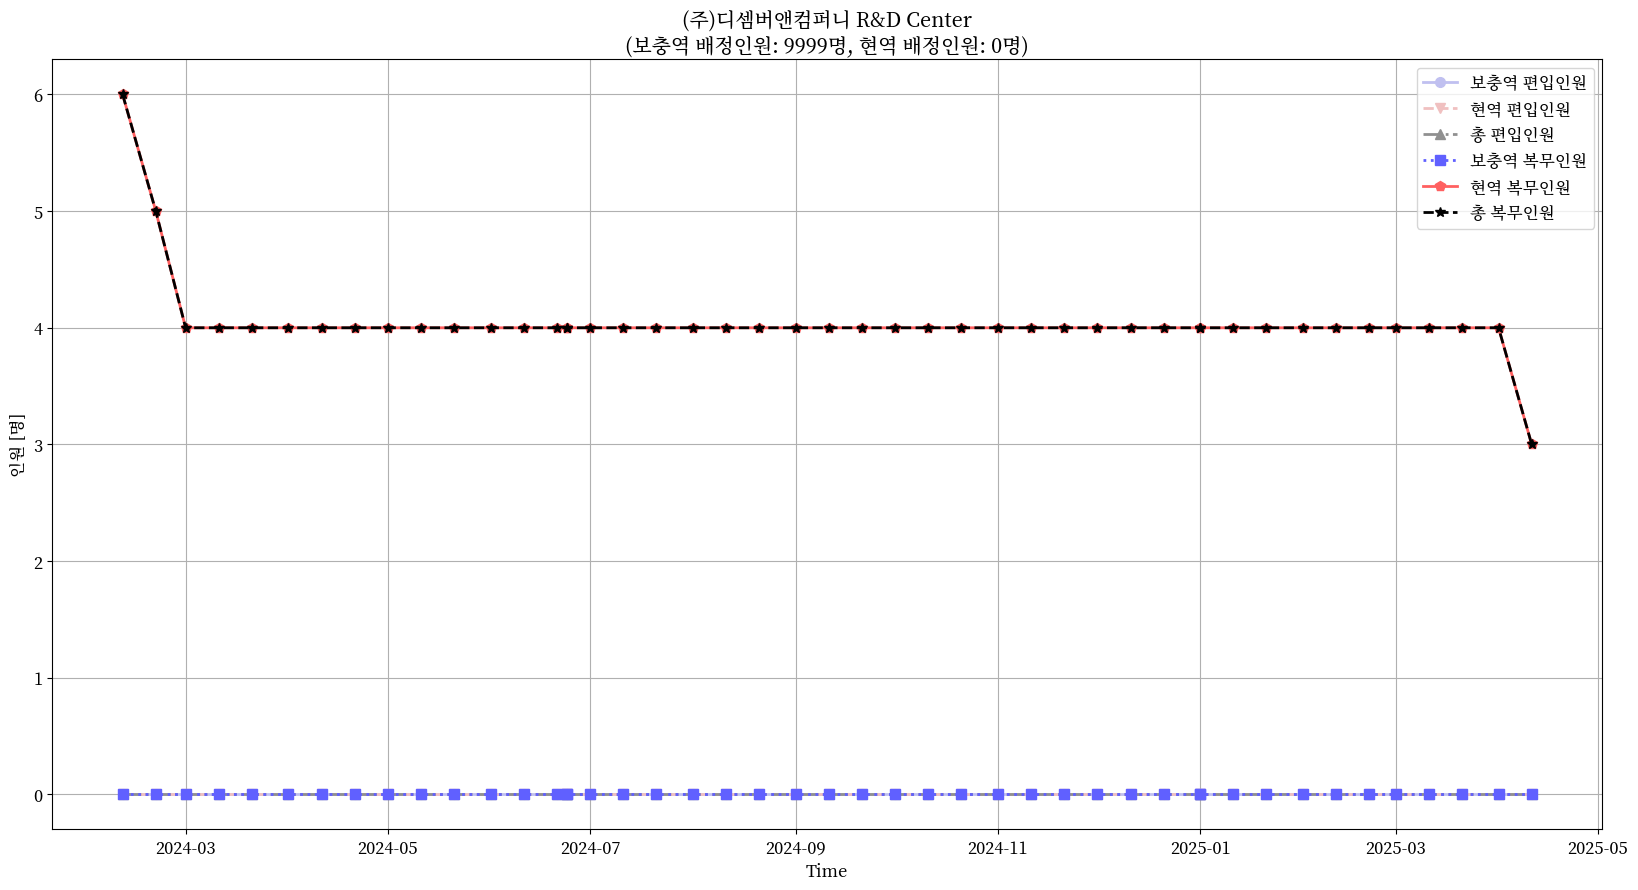 (주)디셈버앤컴퍼니 R&D Center
(보충역 배정인원: 9999명, 현역 배정인원: 0명)
보충역 편입인원
현역 편입인원
총 편입인원
보충역 복무인원
현역 복무인원
총 복무인원
인원 [명]
6
5
4
3
2
1
0
2024-03
2024-05
2024-07
2024-09
2024-11
2025-01
2025-03
2025-05
Time